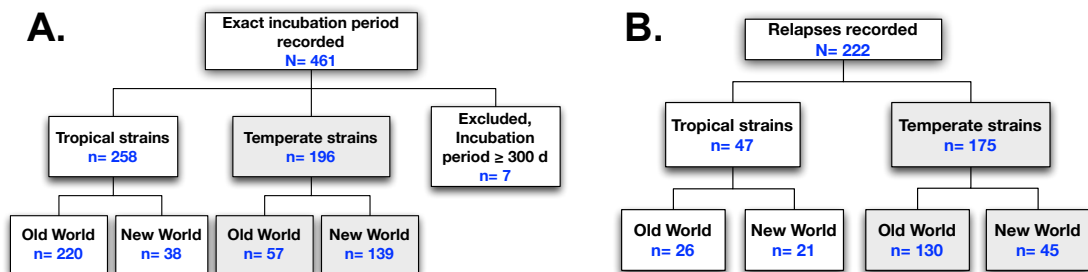 A.
Exact incubation period
recorded
N= 461
Tropical strains
n= 258
Temperate strains
n= 196
Excluded,
Incubation
period ≥ 300 d
n= 7
Old World
n= 220
New World
n= 38
Old World
n= 57
New World
n= 139
B.
Relapses recorded
N= 222
Tropical strains
n= 47
Temperate strains
n= 175
Old World
n= 26
New World
n= 21
Old World
n= 130
New World
n= 45